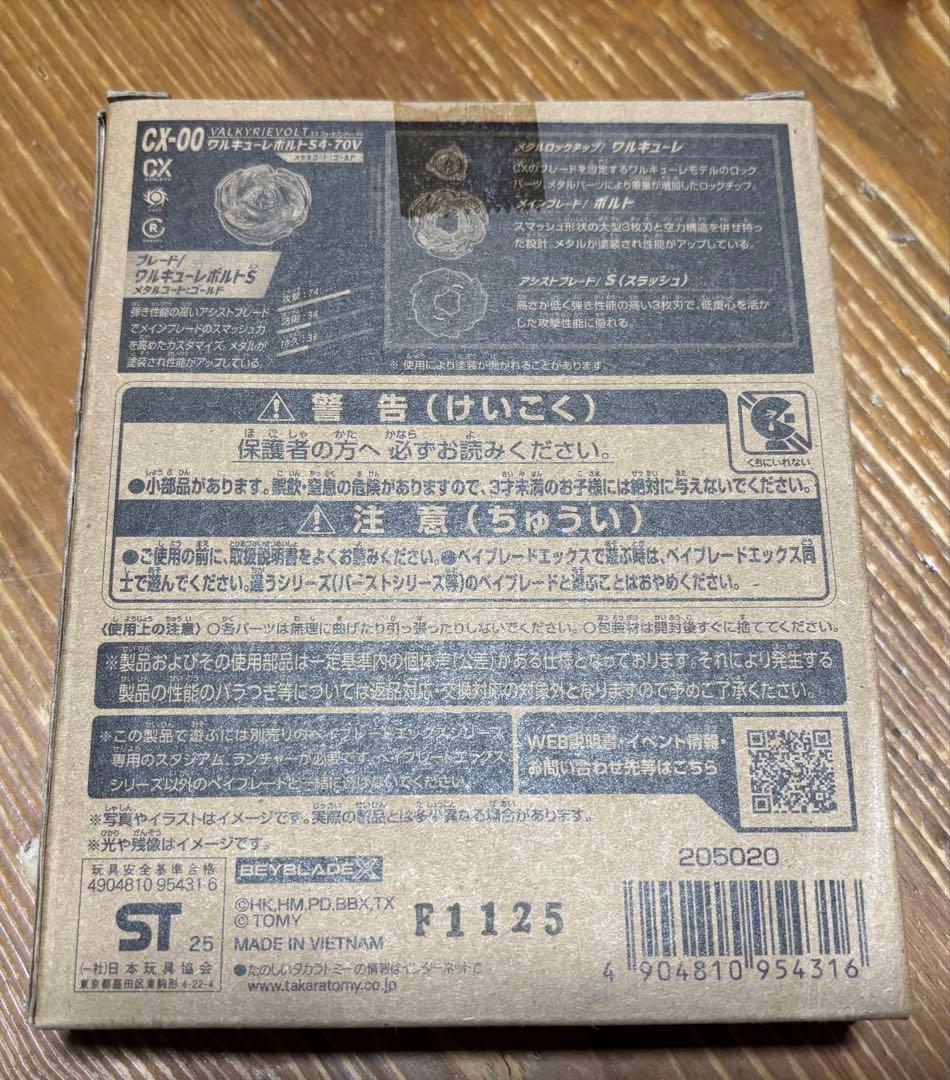 CX-00
VALKYRIEVOLT
ワルキューレボルトS4-70V
メタルコート:ゴールド
CX
ブレード/
ワルキューレボルトS
メタルコート:ゴールド
弾き性能の高いアシストブレード
でメインブレードのスマッシュ力
を高めたカスタマイズ。メタルが
塗装され性能がアップしている。
攻撃:74
防御:34
持久:32
メタルロックチップ/ ワルキューレ
CXのブレードを固定するワルキューレモデルのロック
パーツ。メタルパーツにより重量が増加したロックチップ。
メインブレード/ ボルト
スマッシュ形状の大型3枚刃と空力構造を併せ持っ
た設計。メタルが塗装され性能がアップしている。
アシストブレード/ S(スラッシュ)
高さが低く弾き性能の高い3枚刃で、低重心を活か
した攻撃性能に優れる。
※ 使用により塗装が剥がれることがあります。
⚠ 警 告(けいこく)
保護者の方へ 必ずお読みください。
くちにいれない
●小部品があります。誤飲・窒息の危険がありますので、3才未満のお子様には絶対に与えないでください。
⚠ 注 意(ちゅうい)
●ご使用の前に、取扱説明書をよくお読みください。●ベイブレードエックスで遊ぶ時は、ベイブレードエックス同
士で遊んでください。違うシリーズ(バーストシリーズ等)のベイブレードと遊ぶことはおやめください。
〈使用上の注意〉○各パーツは無理に曲げたり引っ張ったりしないでください。○包装材は開封後すぐに捨ててください。
※製品およびその使用部品は一定基準内の個体差(公差)がある仕様となっております。それにより発生する
製品の性能のバラつき等については返品対応・交換対応の対象外となりますので予めご了承ください。
※この製品で遊ぶには別売りのベイブレードエックスシリーズ
専用のスタジアム、ランチャーが必要です。ベイブレードエックス
シリーズ以外のベイブレードと一緒に遊ばないでください。
WEB説明書・イベント情報・
お問い合わせ先等はこちら
※写真やイラストはイメージです。実際の製品とは多少異なる場合があります。
※光や残像はイメージです。
玩具安全基準合格
4904810 95431 6
ST 25
(一社)日本玩具協会
東京都墨田区東駒形 4-22-4
BEYBLADE X
©HK,HM,PD,BBX,TX
© TOMY
MADE IN VIETNAM
●たのしいタカラトミーの情報はインターネットで
www.takaratomy.co.jp
F1125
205020
4 904810 954316